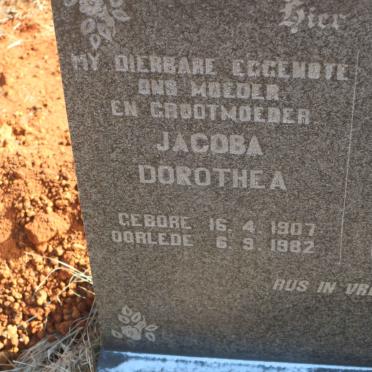 Hier
MY DIERBARE EGGENOTE
ONS MOEDER
EN GROOTMOEDER
JACOBA
DOROTHEA
GEBORE 16.4.1907
OORLEDE 6.9.1982
RUS IN VRE